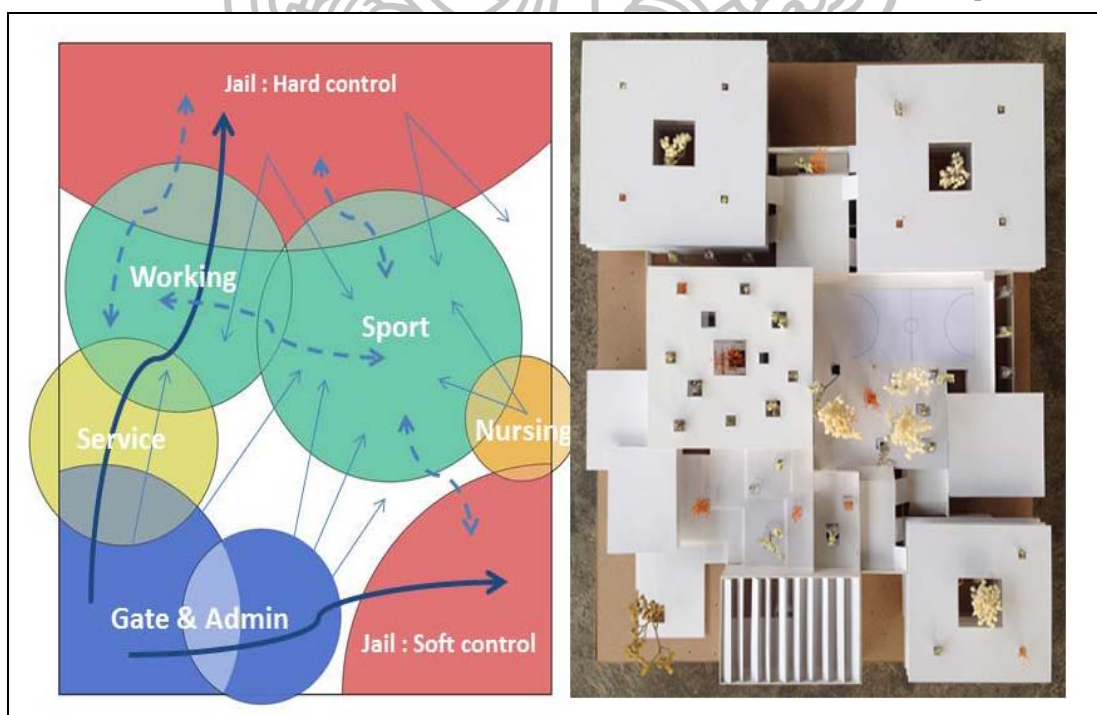 Jail : Hard control
Working
Sport
Service
Nursing
Gate & Admin
Jail : Soft control